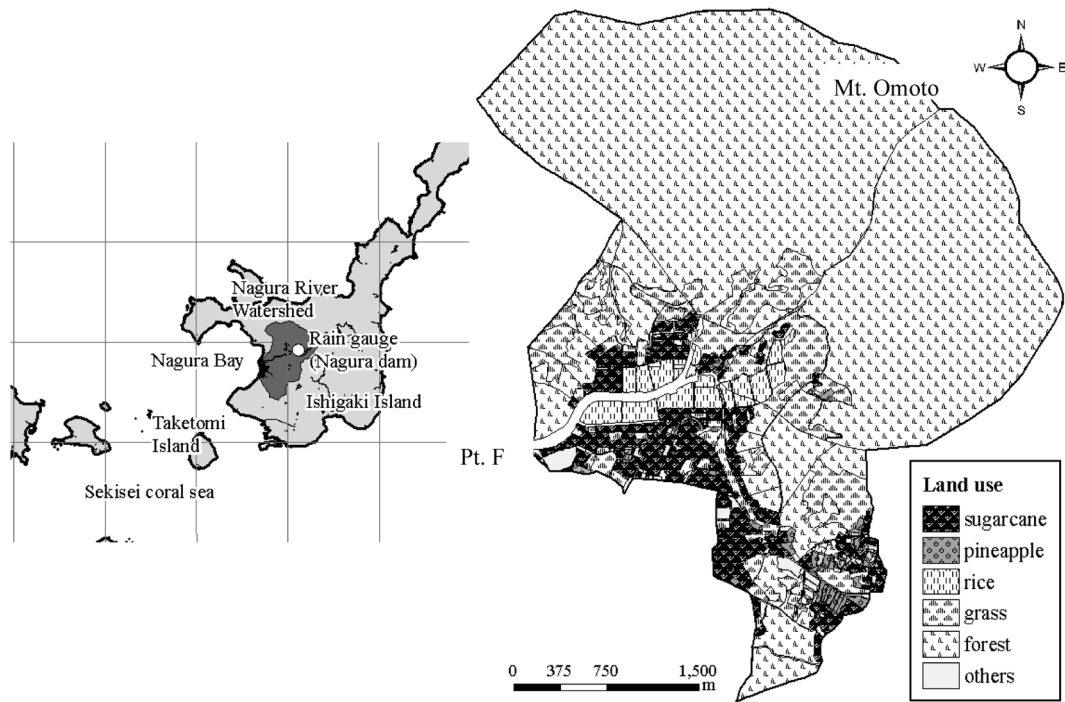 N
W
E
S
Mt. Omoto
Nagura River
Watershed
Rain gauge
(Nagura dam)
Nagura Bay
Ishigaki Island
Taketomi
Island
Sekisei coral sea
Pt. F
Land use
sugarcane
pineapple
rice
grass
forest
others
0 375 750 1,500
m